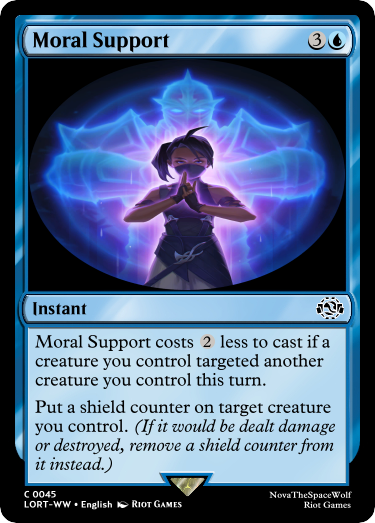 Moral Support 3
Instant
Moral Support costs 2 less to cast if a
creature you control targeted another
creature you control this turn.
Put a shield counter on target creature
you control. (If it would be dealt damage
or destroyed, remove a shield counter from
it instead.)
C 0045
LORT-WW • English Riot Games
NovaTheSpaceWolf
Riot Games